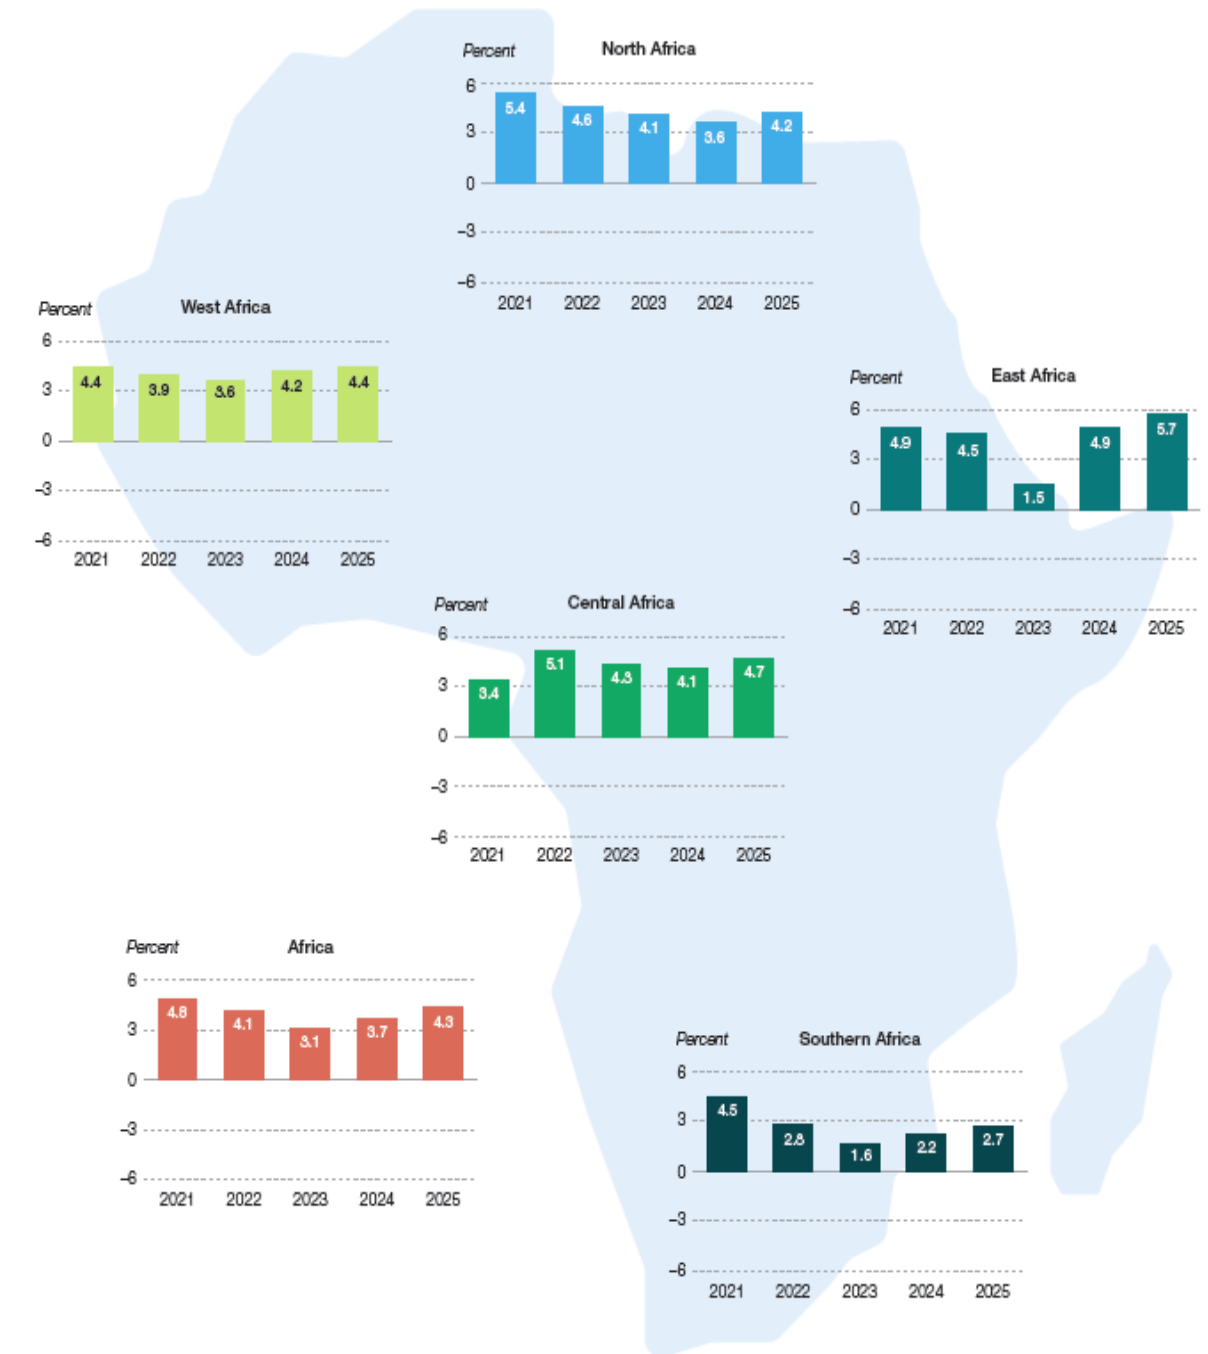 Percent North Africa
6
5.4 4.6 4.1 3.6 4.2
3
0
–3
–6
2021 2022 2023 2024 2025
Percent West Africa
6
4.4 3.9 3.6 4.2 4.4
3
0
–3
–6
2021 2022 2023 2024 2025
Percent East Africa
6
4.9 4.5 1.5 4.9 5.7
3
0
–3
–6
2021 2022 2023 2024 2025
Percent Central Africa
6
3.4 5.1 4.3 4.1 4.7
3
0
–3
–6
2021 2022 2023 2024 2025
Percent Africa
6
4.8 4.1 3.1 3.7 4.3
3
0
–3
–6
2021 2022 2023 2024 2025
Percent Southern Africa
6
4.5 2.8 1.6 2.2 2.7
3
0
–3
–6
2021 2022 2023 2024 2025